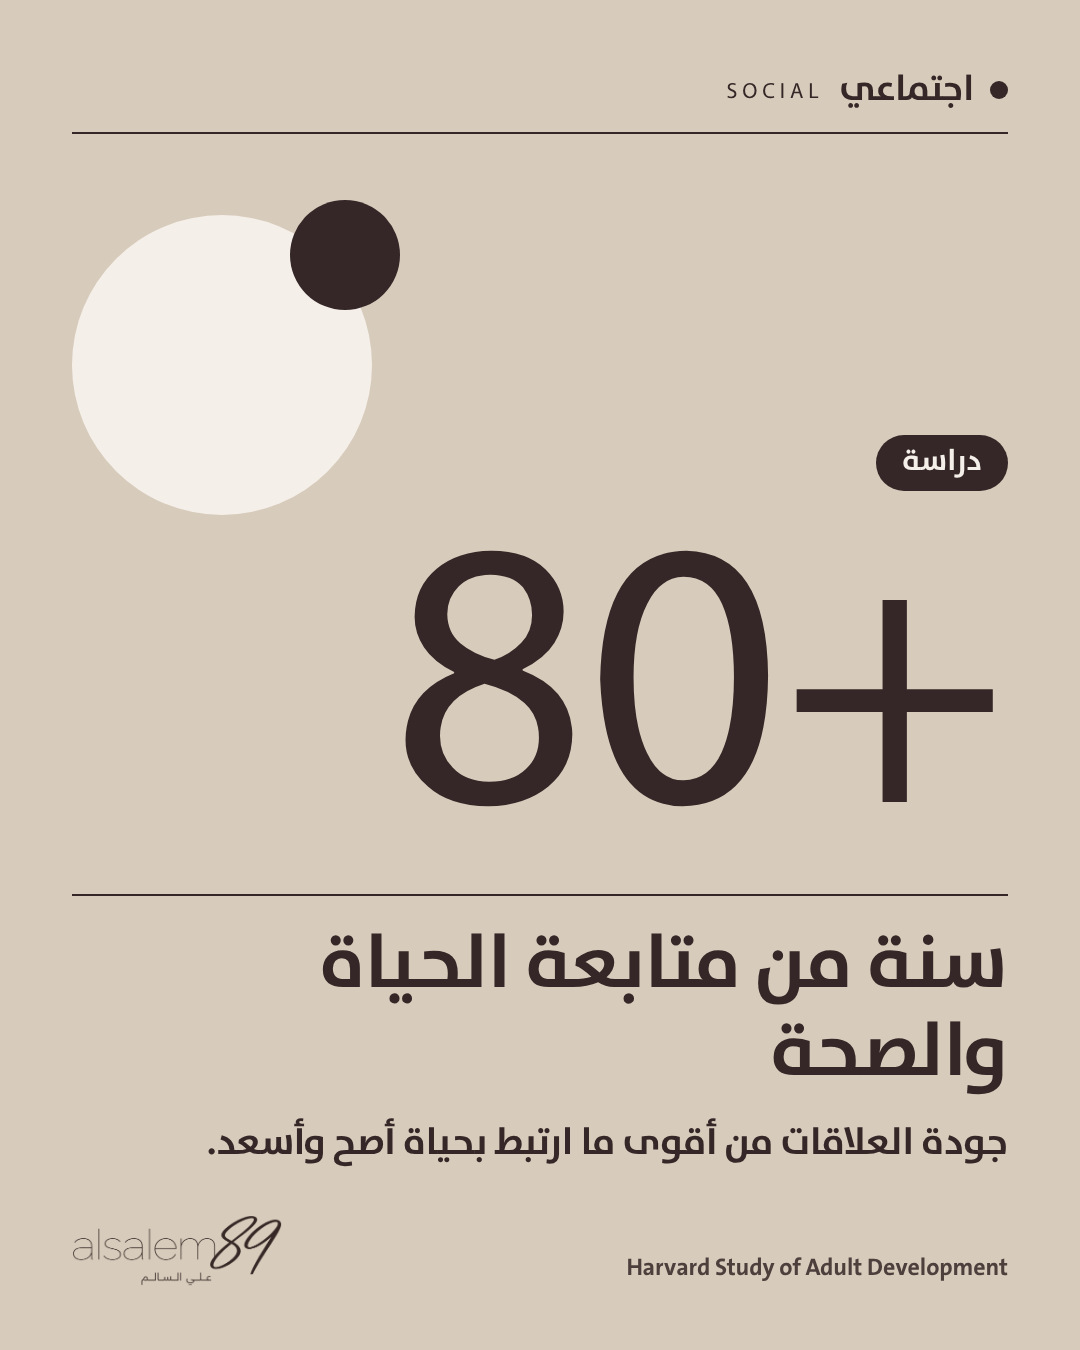 اجتماعي SOCIAL
دراسة
80+
سنة من متابعة الحياة
والصحة
جودة العلاقات من أقوى ما ارتبط بحياة أصح وأسعد.
Harvard Study of Adult Development
alsalem89
علي السالم